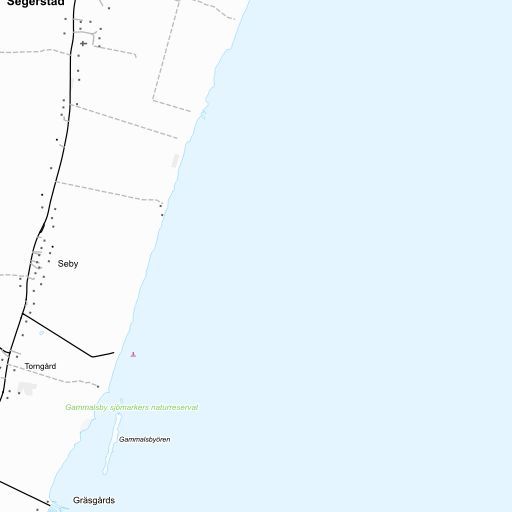 Segerstad
Seby
Torngård
Gammalsby sjömarkers naturreservat
Gammalsbyören
Gräsgårds